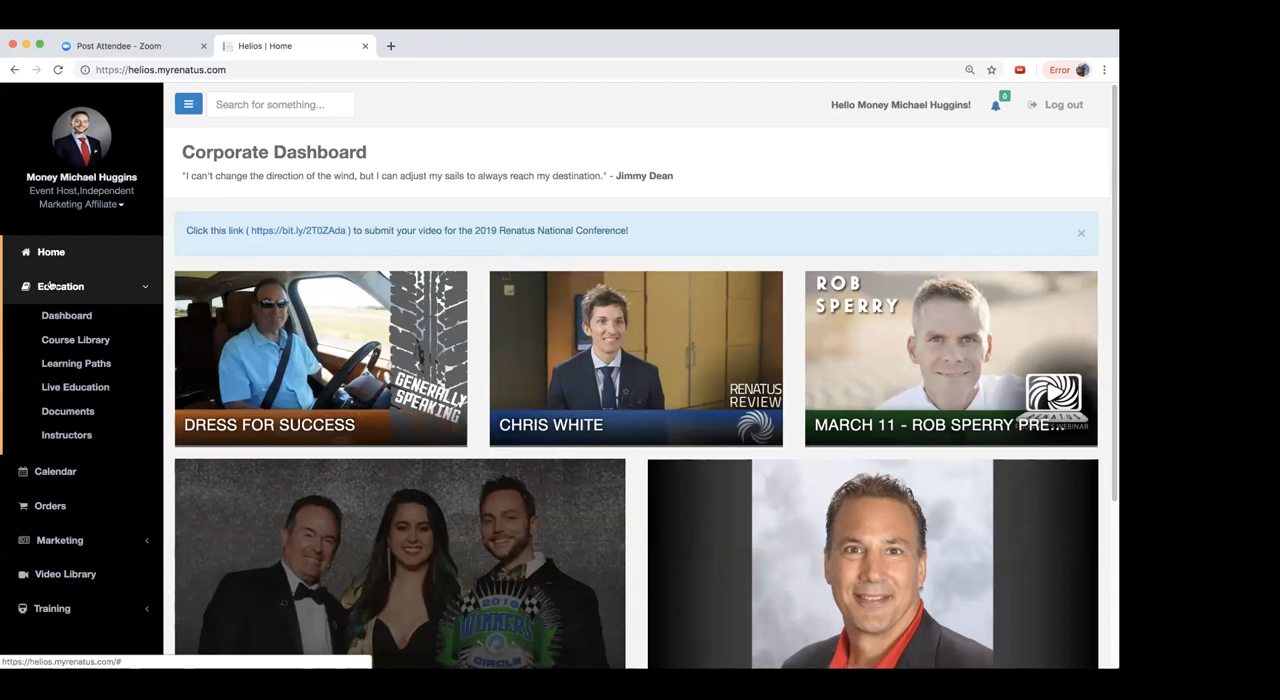 Post Attendee - Zoom
Helios | Home
https://helios.myrenatus.com
Error
Search for something...
Hello Money Michael Huggins!
0
Log out
Money Michael Huggins
Event Host,Independent
Marketing Affiliate
Home
Education
Dashboard
Course Library
Learning Paths
Live Education
Documents
Instructors
Calendar
Orders
Marketing
Video Library
Training
Corporate Dashboard
"I can't change the direction of the wind, but I can adjust my sails to always reach my destination." - Jimmy Dean
Click this link ( https://bit.ly/2T0ZAda ) to submit your video for the 2019 Renatus National Conference!
GENERALLY
SPEAKING
DRESS FOR SUCCESS
RENATUS
REVIEW
CHRIS WHITE
ROB
SPERRY
RENATUS
WEBINAR
MARCH 11 - ROB SPERRY PRE...
2018
WINNERS
CIRCLE
https://helios.myrenatus.com/#